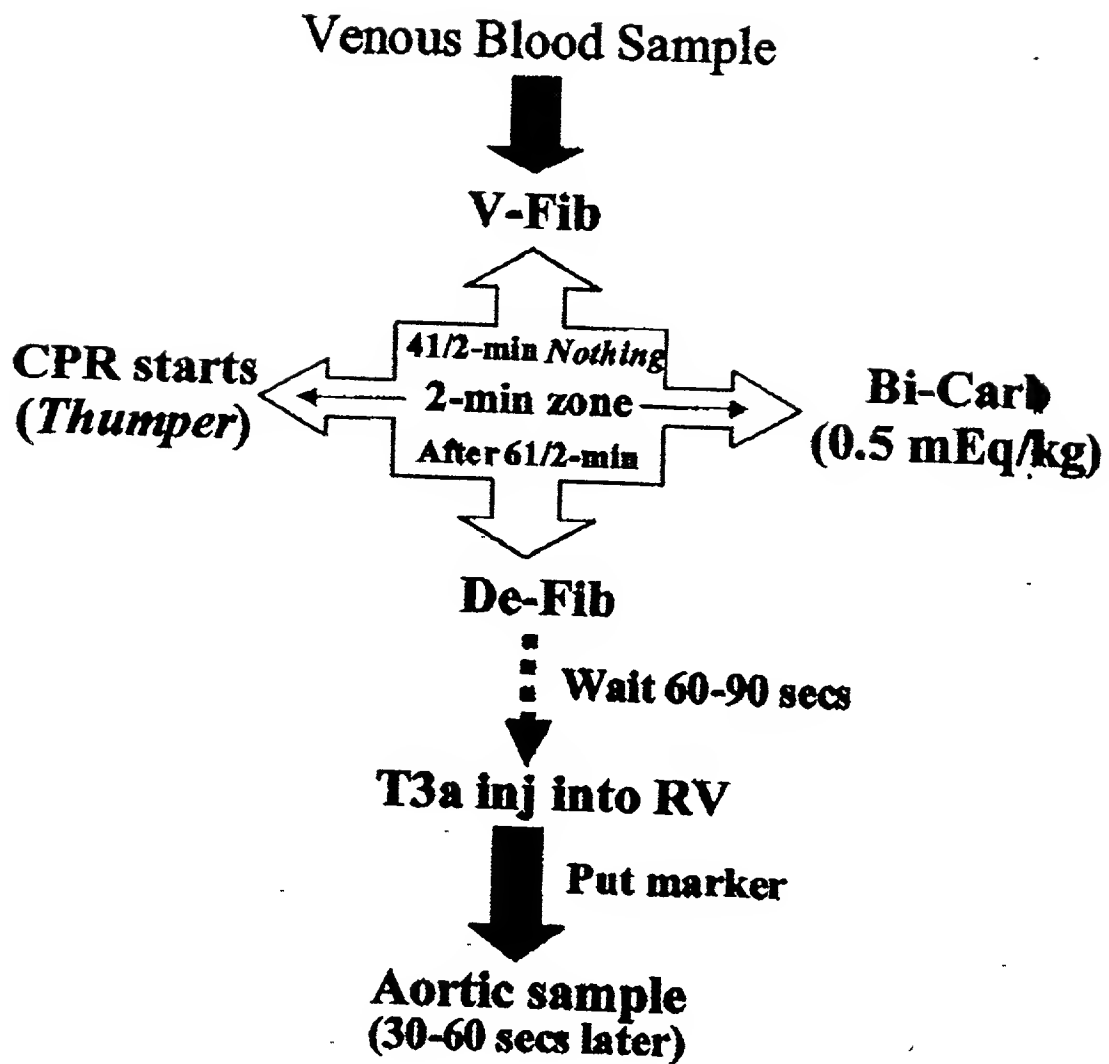 Venous Blood Sample
V-Fib
41/2-min Nothing
CPR starts
(Thumper)
2-min zone
Bi-Carb
(0.5 mEq/kg)
After 61/2-min
De-Fib
Wait 60-90 secs
T3a inj into RV
Put marker
Aortic sample
(30-60 secs later)